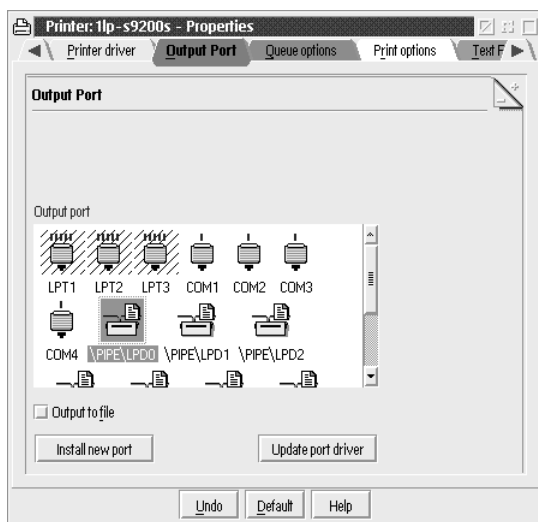 Printer:1lp-s9200s - Properties
Printer driver Output Port Queue options Print options Text F
Output Port
Output port
LPT1 LPT2 LPT3 COM1 COM2 COM3
COM4 \PIPE\LPD0 \PIPE\LPD1 \PIPE\LPD2
Output to file
Install new port Update port driver
Undo Default Help